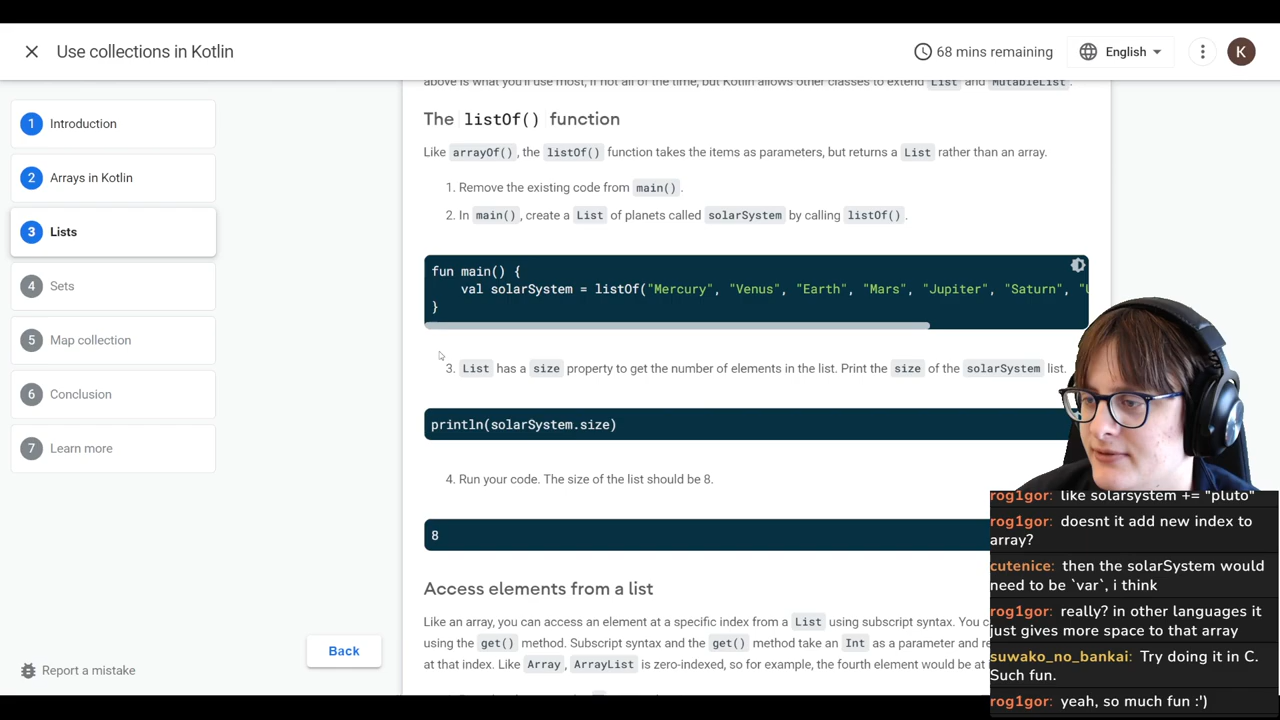 Use collections in Kotlin
68 mins remaining
English
K
1 Introduction
2 Arrays in Kotlin
3 Lists
4 Sets
5 Map collection
6 Conclusion
7 Learn more
Report a mistake
Back
above is what you'll use most, if not all of the time, but Kotlin allows other classes to extend List and MutableList.
The listOf() function
Like arrayOf(), the listOf() function takes the items as parameters, but returns a List rather than an array.
1. Remove the existing code from main().
2. In main(), create a List of planets called solarSystem by calling listOf().
fun main() {
    val solarSystem = listOf("Mercury", "Venus", "Earth", "Mars", "Jupiter", "Saturn", "U
}
3. List has a size property to get the number of elements in the list. Print the size of the solarSystem list.
println(solarSystem.size)
4. Run your code. The size of the list should be 8.
8
Access elements from a list
Like an array, you can access an element at a specific index from a List using subscript syntax. You c
using the get() method. Subscript syntax and the get() method take an Int as a parameter and re
at that index. Like Array, ArrayList is zero-indexed, so for example, the fourth element would be at
rog1gor: like solarsystem += "pluto"
rog1gor: doesnt it add new index to
array?
cutenice: then the solarSystem would
need to be `var`, i think
rog1gor: really? in other languages it
just gives more space to that array
suwako_no_bankai: Try doing it in C.
Such fun.
rog1gor: yeah, so much fun :')